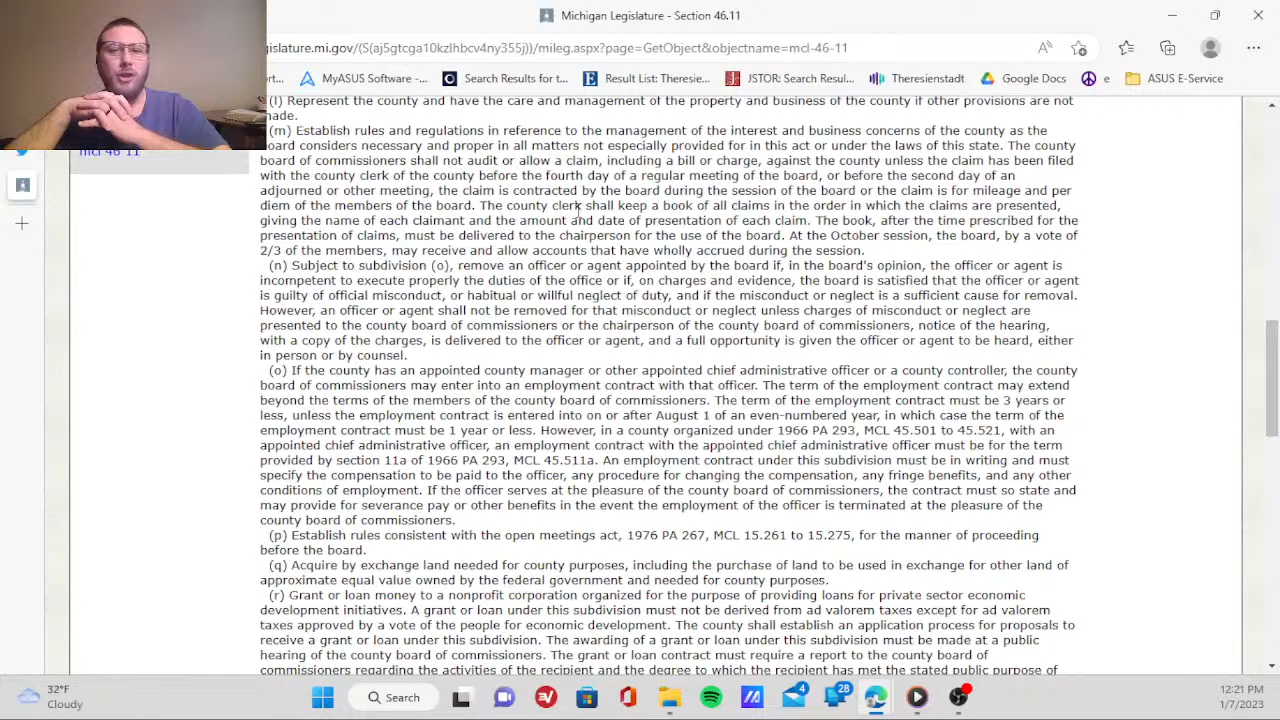 Michigan Legislature - Section 46.11
gislature.mi.gov/(S(aj5gtcga10kzlhbcv4ny355j))/mileg.aspx?page=GetObject&objectname=mcl-46-11
ort...
MyASUS Software -...
Search Results for t...
Result List: Theresie...
JSTOR: Search Resul...
Theresienstadt
Google Docs
e
ASUS E-Service
(l) Represent the county and have the care and management of the property and business of the county if other provisions are not
made.
(m) Establish rules and regulations in reference to the management of the interest and business concerns of the county as the
board considers necessary and proper in all matters not especially provided for in this act or under the laws of this state. The county
board of commissioners shall not audit or allow a claim, including a bill or charge, against the county unless the claim has been filed
with the county clerk of the county before the fourth day of a regular meeting of the board, or before the second day of an
adjourned or other meeting, the claim is contracted by the board during the session of the board or the claim is for mileage and per
diem of the members of the board. The county clerk shall keep a book of all claims in the order in which the claims are presented,
giving the name of each claimant and the amount and date of presentation of each claim. The book, after the time prescribed for the
presentation of claims, must be delivered to the chairperson for the use of the board. At the October session, the board, by a vote of
2/3 of the members, may receive and allow accounts that have wholly accrued during the session.
(n) Subject to subdivision (o), remove an officer or agent appointed by the board if, in the board's opinion, the officer or agent is
incompetent to execute properly the duties of the office or if, on charges and evidence, the board is satisfied that the officer or agent
is guilty of official misconduct, or habitual or willful neglect of duty, and if the misconduct or neglect is a sufficient cause for removal.
However, an officer or agent shall not be removed for that misconduct or neglect unless charges of misconduct or neglect are
presented to the county board of commissioners or the chairperson of the county board of commissioners, notice of the hearing,
with a copy of the charges, is delivered to the officer or agent, and a full opportunity is given the officer or agent to be heard, either
in person or by counsel.
(o) If the county has an appointed county manager or other appointed chief administrative officer or a county controller, the county
board of commissioners may enter into an employment contract with that officer. The term of the employment contract may extend
beyond the terms of the members of the county board of commissioners. The term of the employment contract must be 3 years or
less, unless the employment contract is entered into on or after August 1 of an even-numbered year, in which case the term of the
employment contract must be 1 year or less. However, in a county organized under 1966 PA 293, MCL 45.501 to 45.521, with an
appointed chief administrative officer, an employment contract with the appointed chief administrative officer must be for the term
provided by section 11a of 1966 PA 293, MCL 45.511a. An employment contract under this subdivision must be in writing and must
specify the compensation to be paid to the officer, any procedure for changing the compensation, any fringe benefits, and any other
conditions of employment. If the officer serves at the pleasure of the county board of commissioners, the contract must so state and
may provide for severance pay or other benefits in the event the employment of the officer is terminated at the pleasure of the
county board of commissioners.
(p) Establish rules consistent with the open meetings act, 1976 PA 267, MCL 15.261 to 15.275, for the manner of proceeding
before the board.
(q) Acquire by exchange land needed for county purposes, including the purchase of land to be used in exchange for other land of
approximate equal value owned by the federal government and needed for county purposes.
(r) Grant or loan money to a nonprofit corporation organized for the purpose of providing loans for private sector economic
development initiatives. A grant or loan under this subdivision must not be derived from ad valorem taxes except for ad valorem
taxes approved by a vote of the people for economic development. The county shall establish an application process for proposals to
receive a grant or loan under this subdivision. The awarding of a grant or loan under this subdivision must be made at a public
hearing of the county board of commissioners. The grant or loan contract must require a report to the county board of
commissioners regarding the activities of the recipient and the degree to which the recipient has met the stated public purpose of
32°F
Cloudy
Search
4
28
12:21 PM
1/7/2023